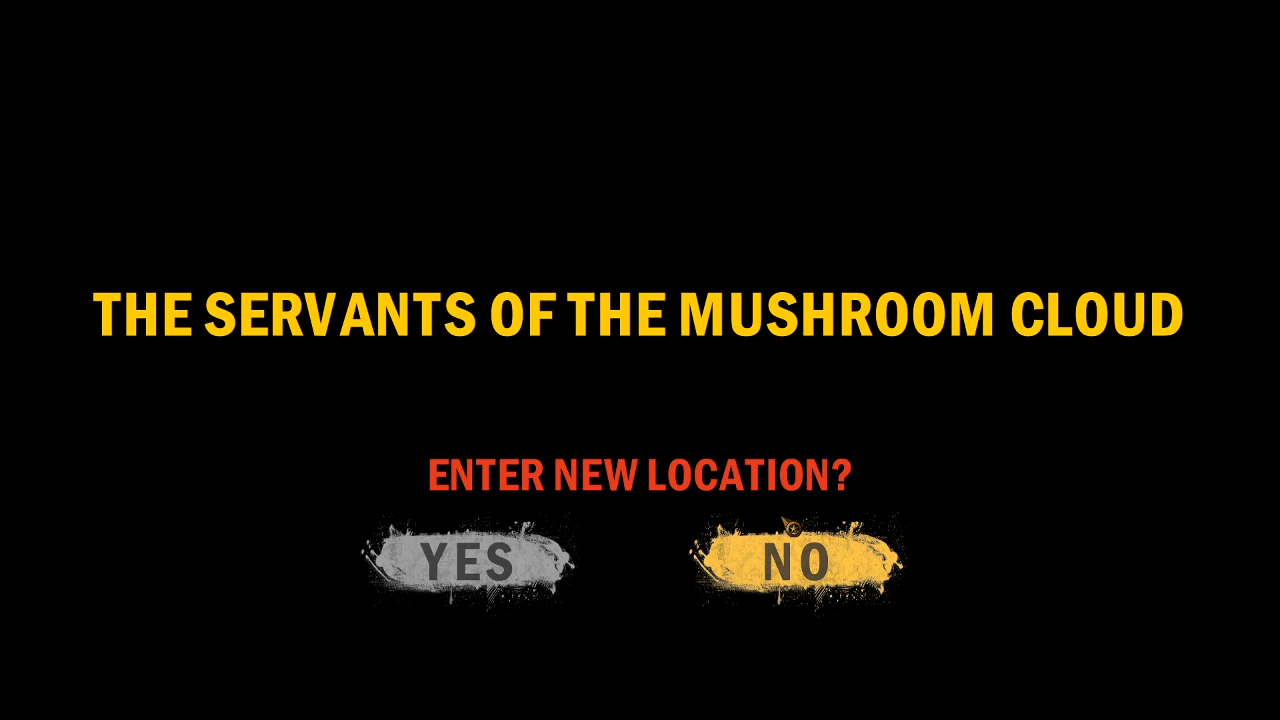 THE SERVANTS OF THE MUSHROOM CLOUD
ENTER NEW LOCATION?
YES NO